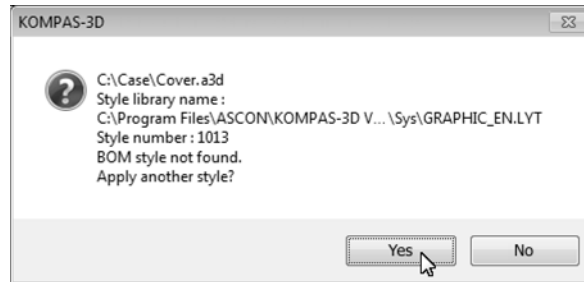 KOMPAS-3D
C:\Case\Cover.a3d
Style library name :
C:\Program Files\ASCON\KOMPAS-3D V... \Sys\GRAPHIC_EN.LYT
Style number : 1013
BOM style not found.
Apply another style?
Yes
No